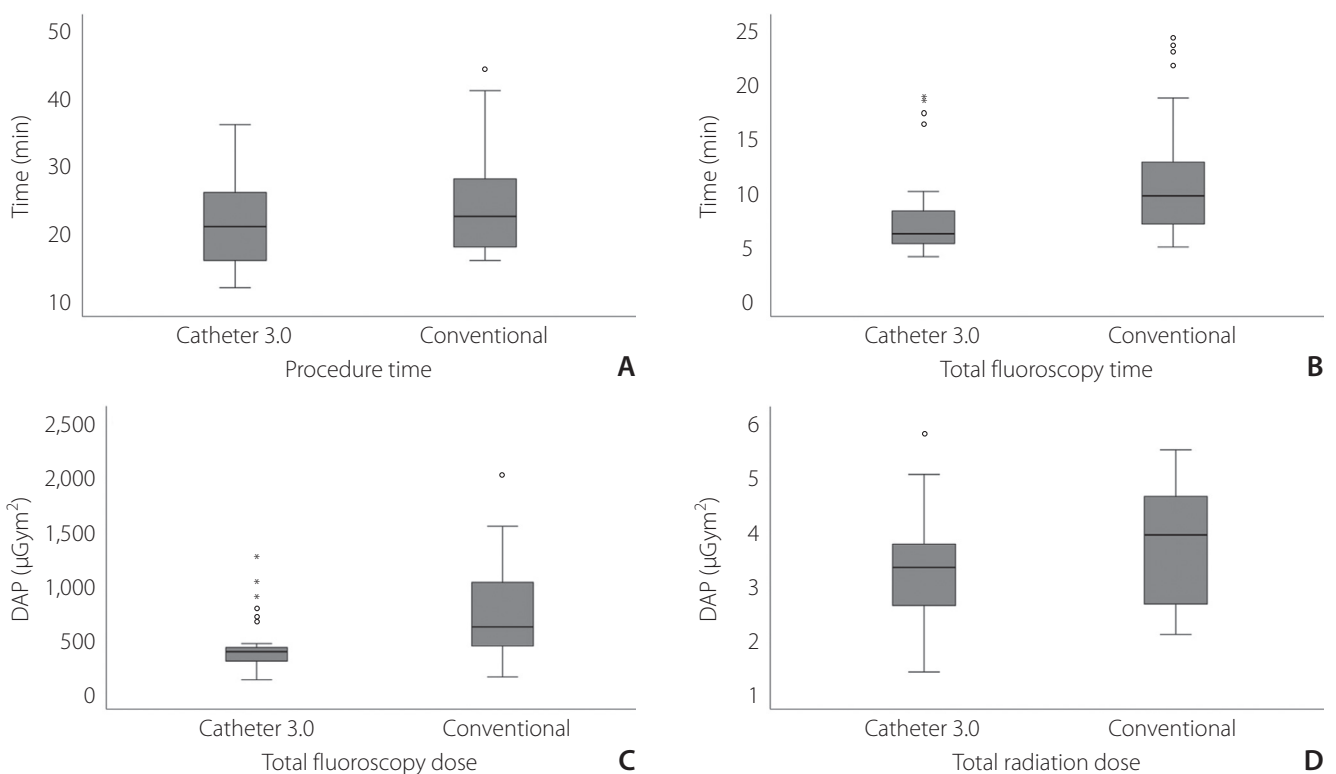 50
40
30
20
10
Time (min)
Catheter 3.0 Conventional
Procedure time A
25
20
15
10
5
0
Time (min)
Catheter 3.0 Conventional
Total fluoroscopy time B
2,500
2,000
1,500
1,000
500
0
DAP (µGym²)
Catheter 3.0 Conventional
Total fluoroscopy dose C
6
5
4
3
2
1
DAP (µGym²)
Catheter 3.0 Conventional
Total radiation dose D